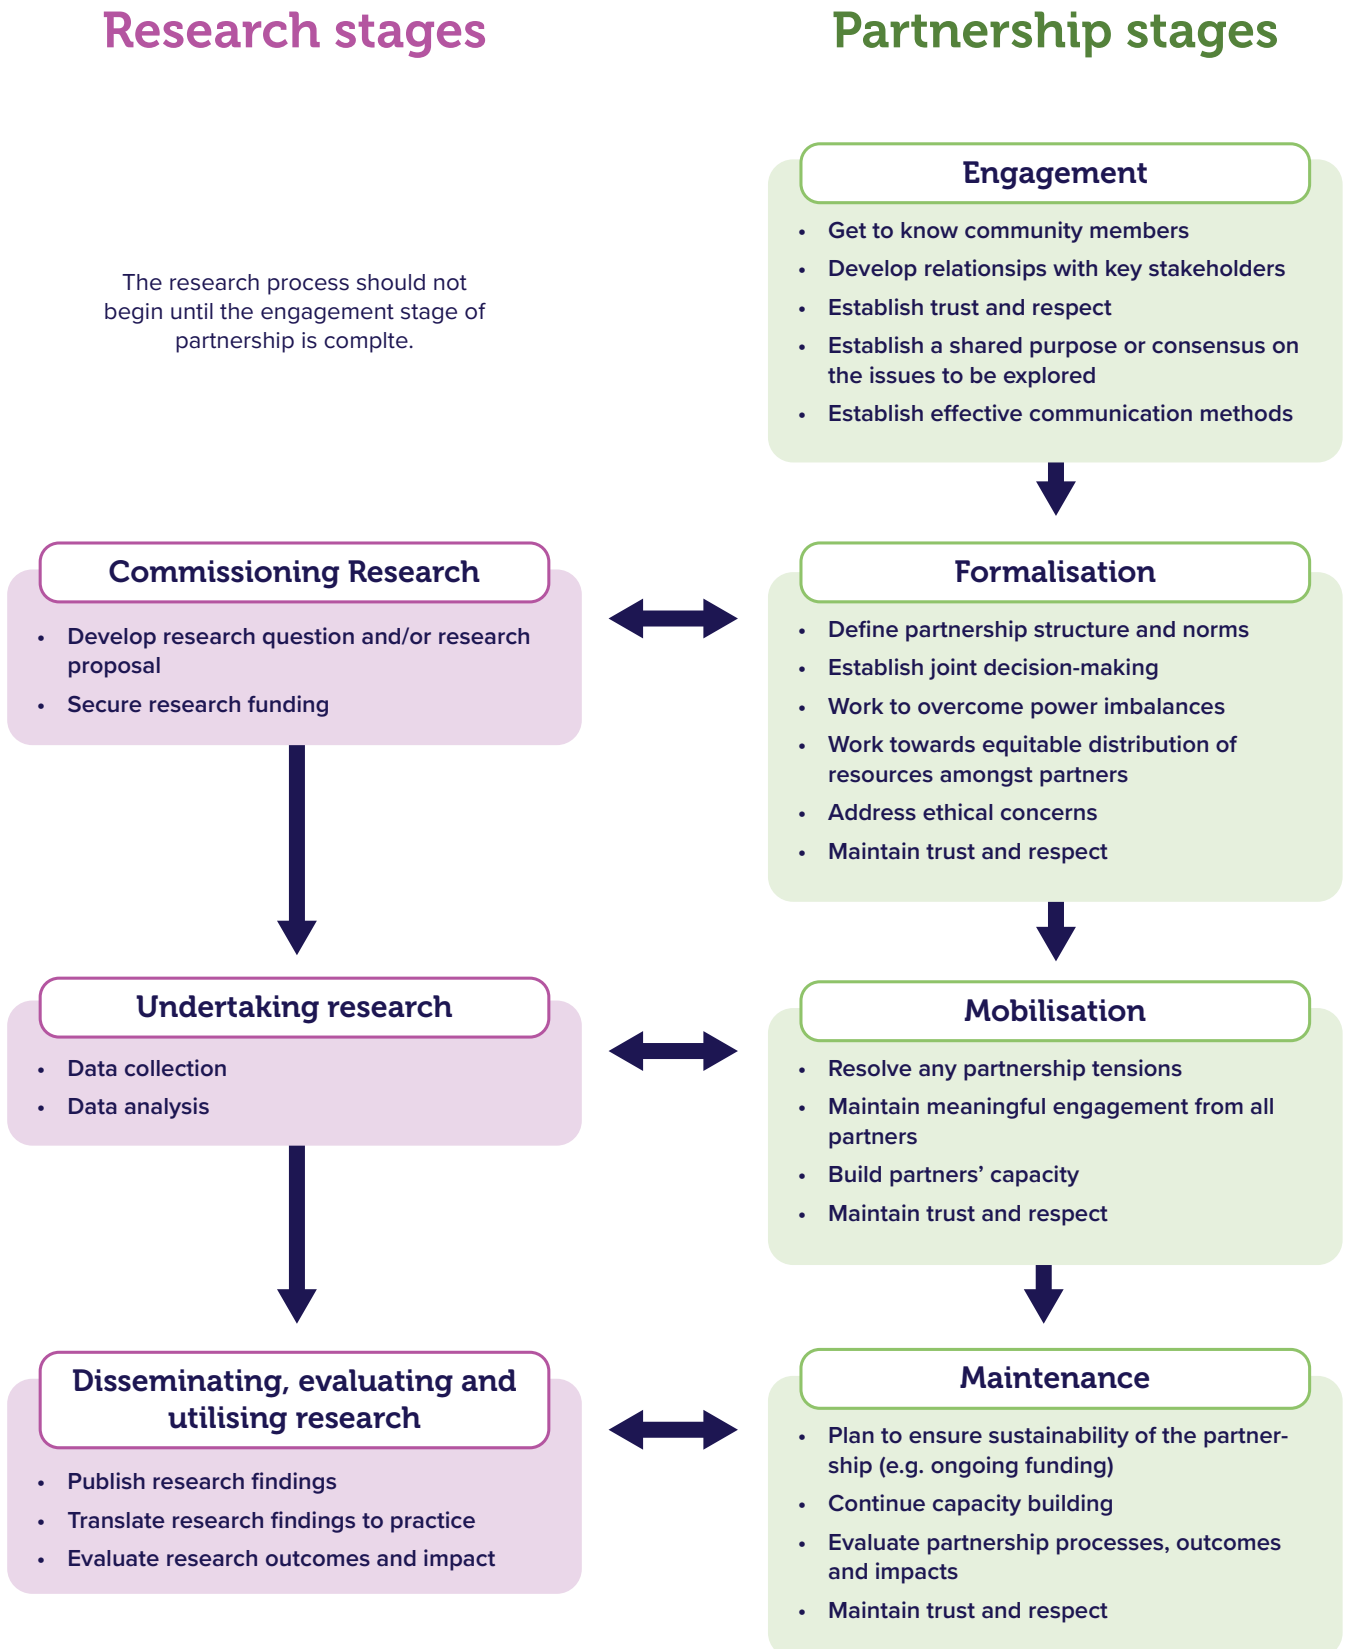 Research stages
Partnership stages
The research process should not
begin until the engagement stage of
partnership is complte.
Engagement
• Get to know community members
• Develop relationsips with key stakeholders
• Establish trust and respect
• Establish a shared purpose or consensus on
the issues to be explored
• Establish effective communication methods
Commissioning Research
• Develop research question and/or research
proposal
• Secure research funding
Formalisation
• Define partnership structure and norms
• Establish joint decision-making
• Work to overcome power imbalances
• Work towards equitable distribution of
resources amongst partners
• Address ethical concerns
• Maintain trust and respect
Undertaking research
• Data collection
• Data analysis
Mobilisation
• Resolve any partnership tensions
• Maintain meaningful engagement from all
partners
• Build partners’ capacity
• Maintain trust and respect
Disseminating, evaluating and
utilising research
• Publish research findings
• Translate research findings to practice
• Evaluate research outcomes and impact
Maintenance
• Plan to ensure sustainability of the partner-
ship (e.g. ongoing funding)
• Continue capacity building
• Evaluate partnership processes, outcomes
and impacts
• Maintain trust and respect